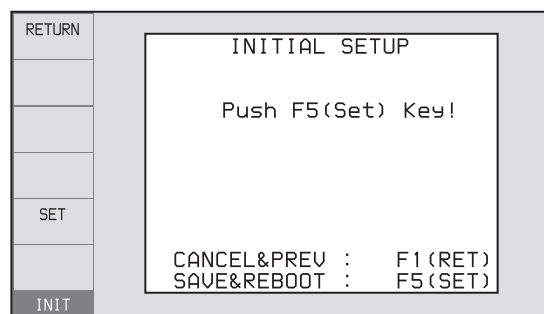 RETURN
SET
INIT
INITIAL SETUP
Push F5(Set) Key!
CANCEL&PREV : F1(RET)
SAVE&REBOOT : F5(SET)